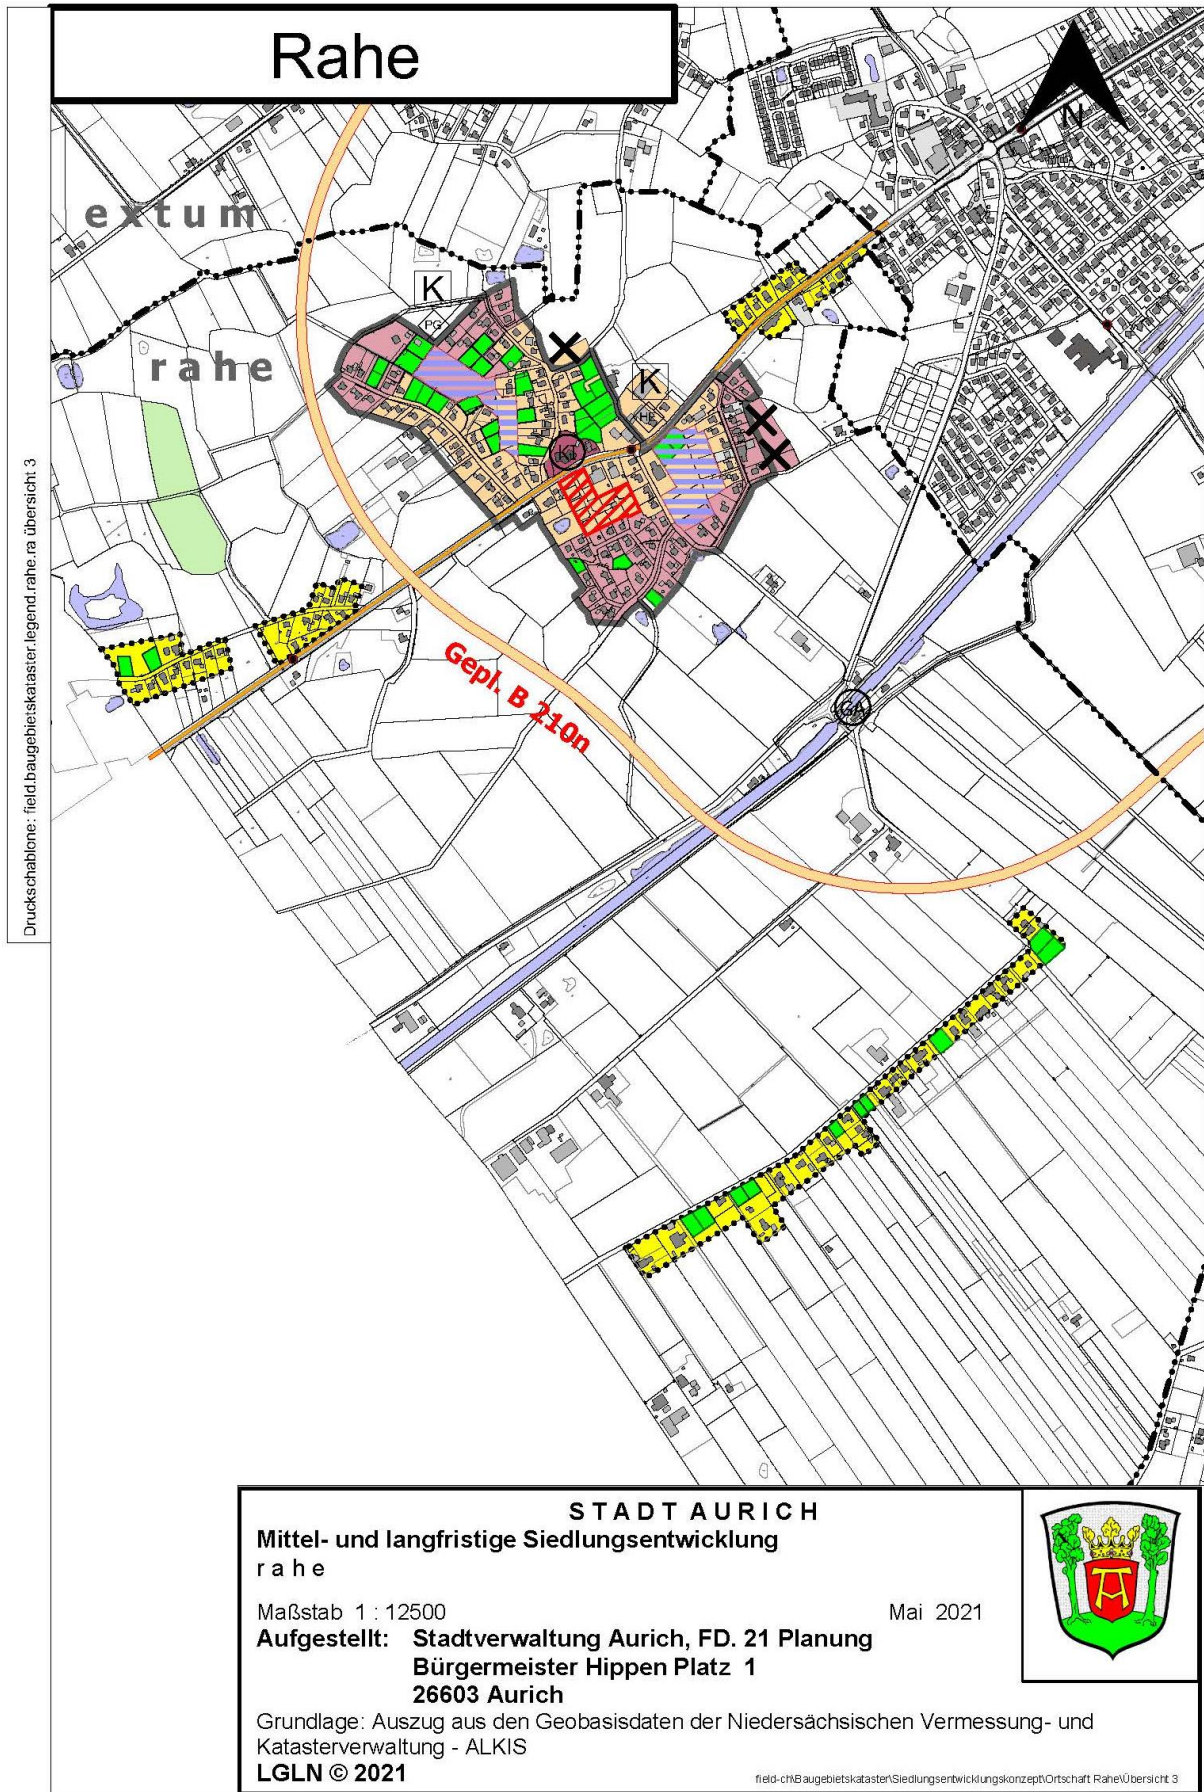 Rahe
N
extum
K
PG
rahe
K
HE
KT
Gepl. B 210n
GA
Druckschablone: field.baugebietskataster.legend.rahe.ra übersicht 3
STADT AURICH
Mittel- und langfristige Siedlungsentwicklung
rahe
Maßstab 1 : 12500 Mai 2021
Aufgestellt: Stadtverwaltung Aurich, FD. 21 Planung
Bürgermeister Hippen Platz 1
26603 Aurich
Grundlage: Auszug aus den Geobasisdaten der Niedersächsischen Vermessung- und
Katasterverwaltung - ALKIS
LGLN © 2021
field-ch\Baugebietskataster\Siedlungsentwicklungskonzept\Ortschaft Rahe\Übersicht 3